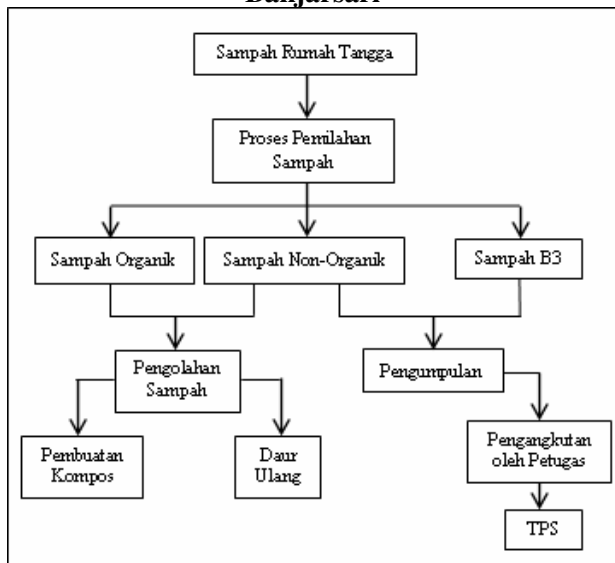 Banjarsari
Sampah Rumah Tangga
Proses Pemilahan
Sampah
Sampah Organik
Sampah Non-Organik
Sampah B3
Pengolahan
Sampah
Pengumpulan
Pembuatan
Kompos
Daur
Ulang
Pengangkutan
oleh Petugas
TPS